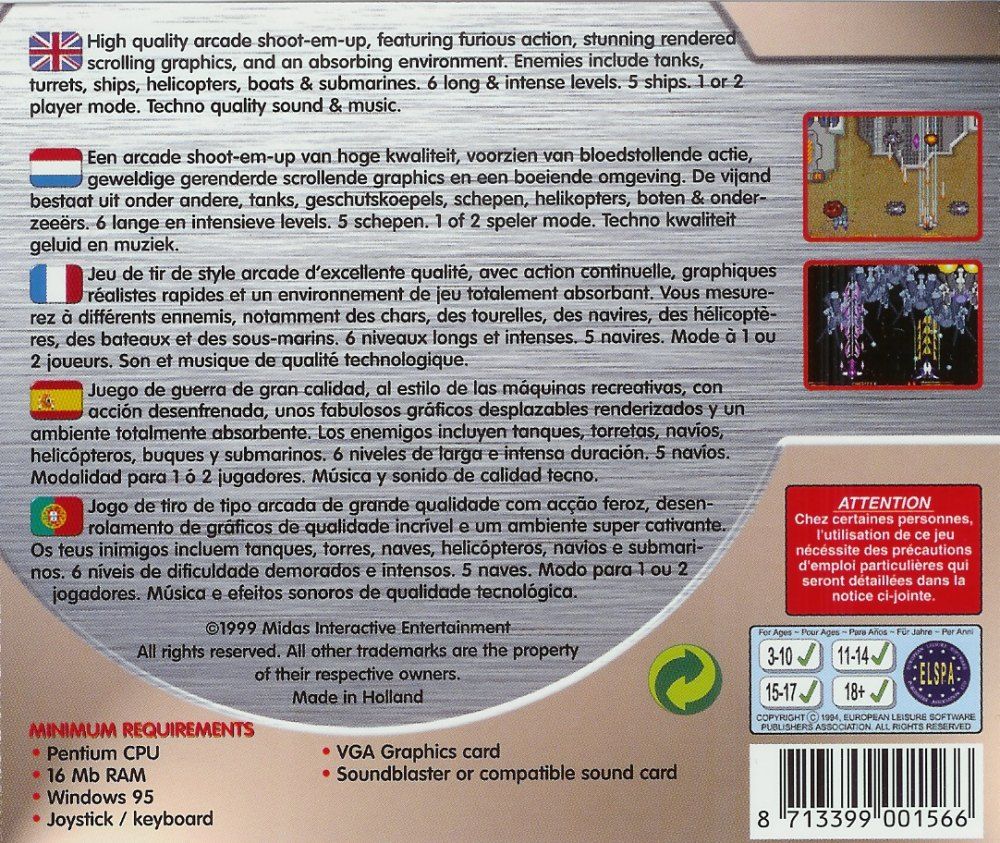 High quality arcade shoot-em-up, featuring furious action, stunning rendered
scrolling graphics, and an absorbing environment. Enemies include tanks,
turrets, ships, helicopters, boats & submarines. 6 long & intense levels. 5 ships. 1 or 2
player mode. Techno quality sound & music.
Een arcade shoot-em-up van hoge kwaliteit, voorzien van bloedstollende actie,
geweldige gerenderde scrollende graphics en een boeiende omgeving. De vijand
bestaat uit onder andere, tanks, geschutskoepels, schepen, helikopters, boten & onder-
zeeërs. 6 lange en intensieve levels. 5 schepen. 1 of 2 speler mode. Techno kwaliteit
geluid en muziek.
Jeu de tir de style arcade d'excellente qualité, avec action continuelle, graphiques
réalistes rapides et un environnement de jeu totalement absorbant. Vous mesure-
rez à différents ennemis, notamment des chars, des tourelles, des navires, des hélicoptè-
res, des bateaux et des sous-marins. 6 niveaux longs et intenses. 5 navires. Mode à 1 ou
2 joueurs. Son et musique de qualité technologique.
Juego de guerra de gran calidad, al estilo de las máquinas recreativas, con
acción desenfrenada, unos fabulosos gráficos desplazables renderizados y un
ambiente totalmente absorbente. Los enemigos incluyen tanques, torretas, navíos,
helicópteros, buques y submarinos. 6 niveles de larga e intensa duración. 5 navíos.
Modalidad para 1 ó 2 jugadores. Música y sonido de calidad tecno.
Jogo de tiro de tipo arcada de grande qualidade com acção feroz, desen-
rolamento de gráficos de qualidade incrível e um ambiente super cativante.
Os teus inimigos incluem tanques, torres, naves, helicópteros, navios e submari-
nos. 6 níveis de dificuldade demorados e intensos. 5 naves. Modo para 1 ou 2
jogadores. Música e efeitos sonoros de qualidade tecnológica.
©1999 Midas Interactive Entertainment
All rights reserved. All other trademarks are the property
of their respective owners.
Made in Holland
MINIMUM REQUIREMENTS
• Pentium CPU
• 16 Mb RAM
• Windows 95
• Joystick / keyboard
• VGA Graphics card
• Soundblaster or compatible sound card
ATTENTION
Chez certaines personnes,
l'utilisation de ce jeu
nécéssite des précautions
d'emploi particulières qui
seront détaillées dans la
notice ci-jointe.
For Ages ~ Pour Ages ~ Para Años ~ Für Jahre ~ Per Anni
3-10 11-14
15-17 18+
ELSPA
COPYRIGHT © 1994, EUROPEAN LEISURE SOFTWARE
PUBLISHERS ASSOCIATION. ALL RIGHTS RESERVED
8 713399 001566